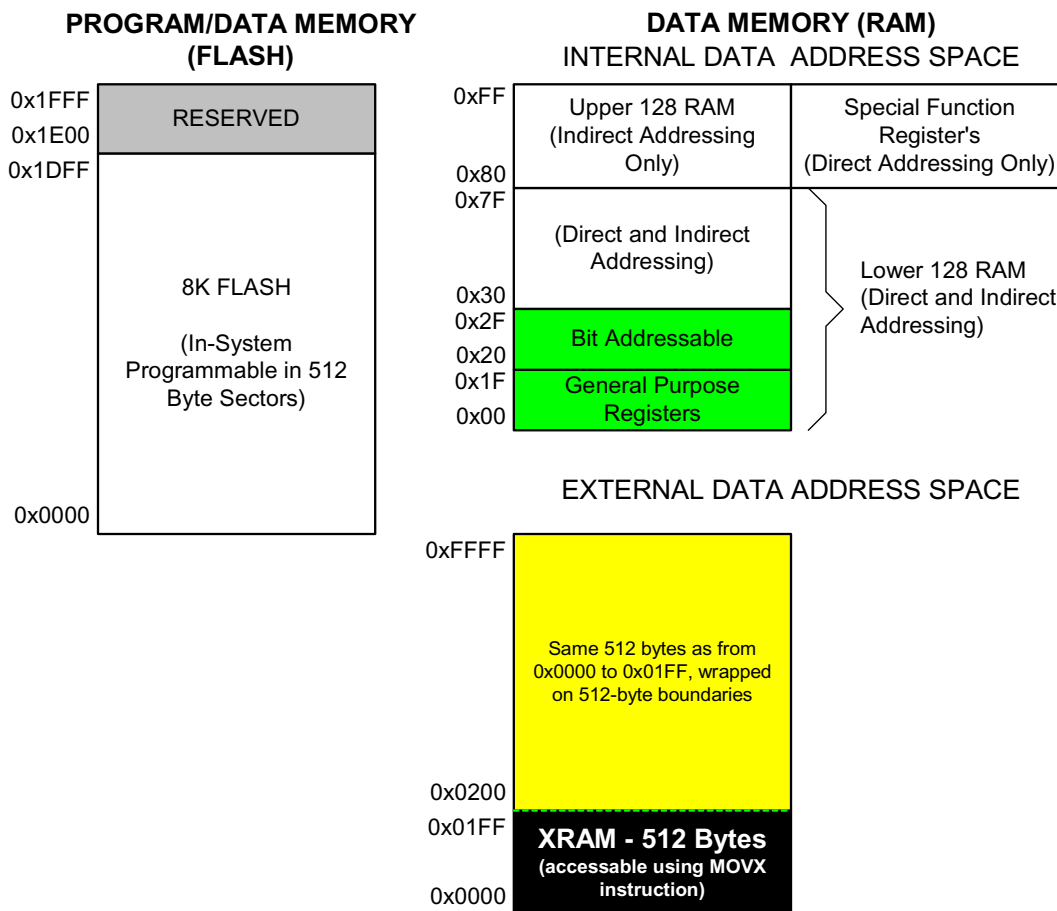 PROGRAM/DATA MEMORY
(FLASH)
0x1FFF
RESERVED
0x1E00
0x1DFF
8K FLASH
(In-System
Programmable in 512
Byte Sectors)
0x0000
DATA MEMORY (RAM)
INTERNAL DATA ADDRESS SPACE
0xFF
Upper 128 RAM
(Indirect Addressing
Only)
0x80
Special Function
Register's
(Direct Addressing Only)
0x7F
(Direct and Indirect
Addressing)
0x30
0x2F
Bit Addressable
0x20
0x1F
General Purpose
Registers
0x00
Lower 128 RAM
(Direct and Indirect
Addressing)
EXTERNAL DATA ADDRESS SPACE
0xFFFF
Same 512 bytes as from
0x0000 to 0x01FF, wrapped
on 512-byte boundaries
0x0200
0x01FF
XRAM - 512 Bytes
(accessable using MOVX
instruction)
0x0000